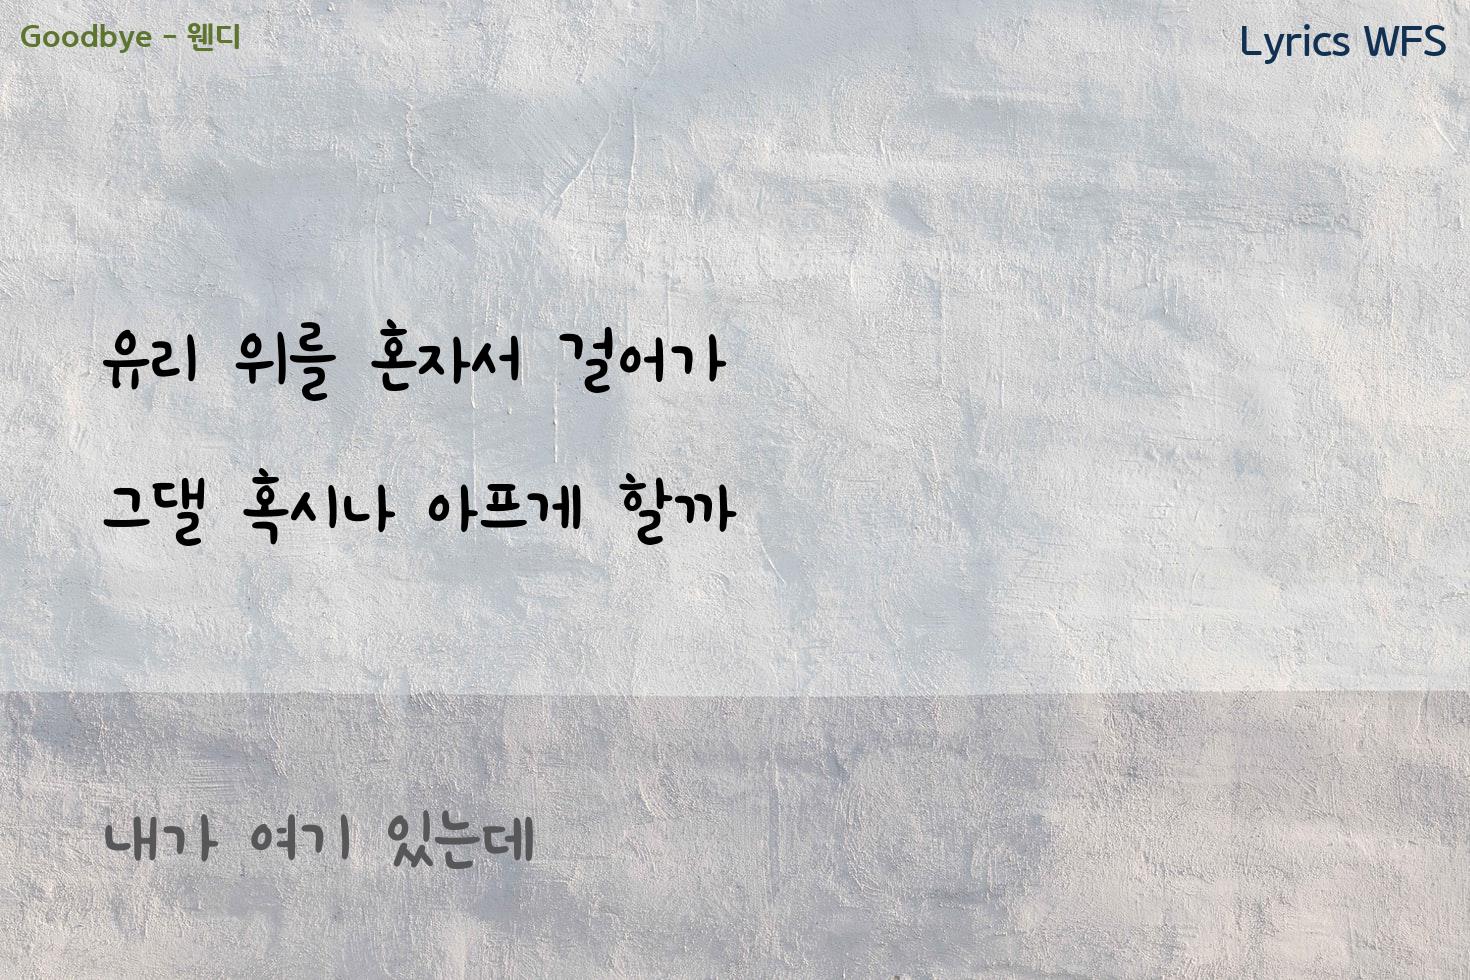 Goodbye - 웬디
Lyrics WFS
유리 위를 혼자서 걸어가
그댈 혹시나 아프게 할까
내가 여기 있는데